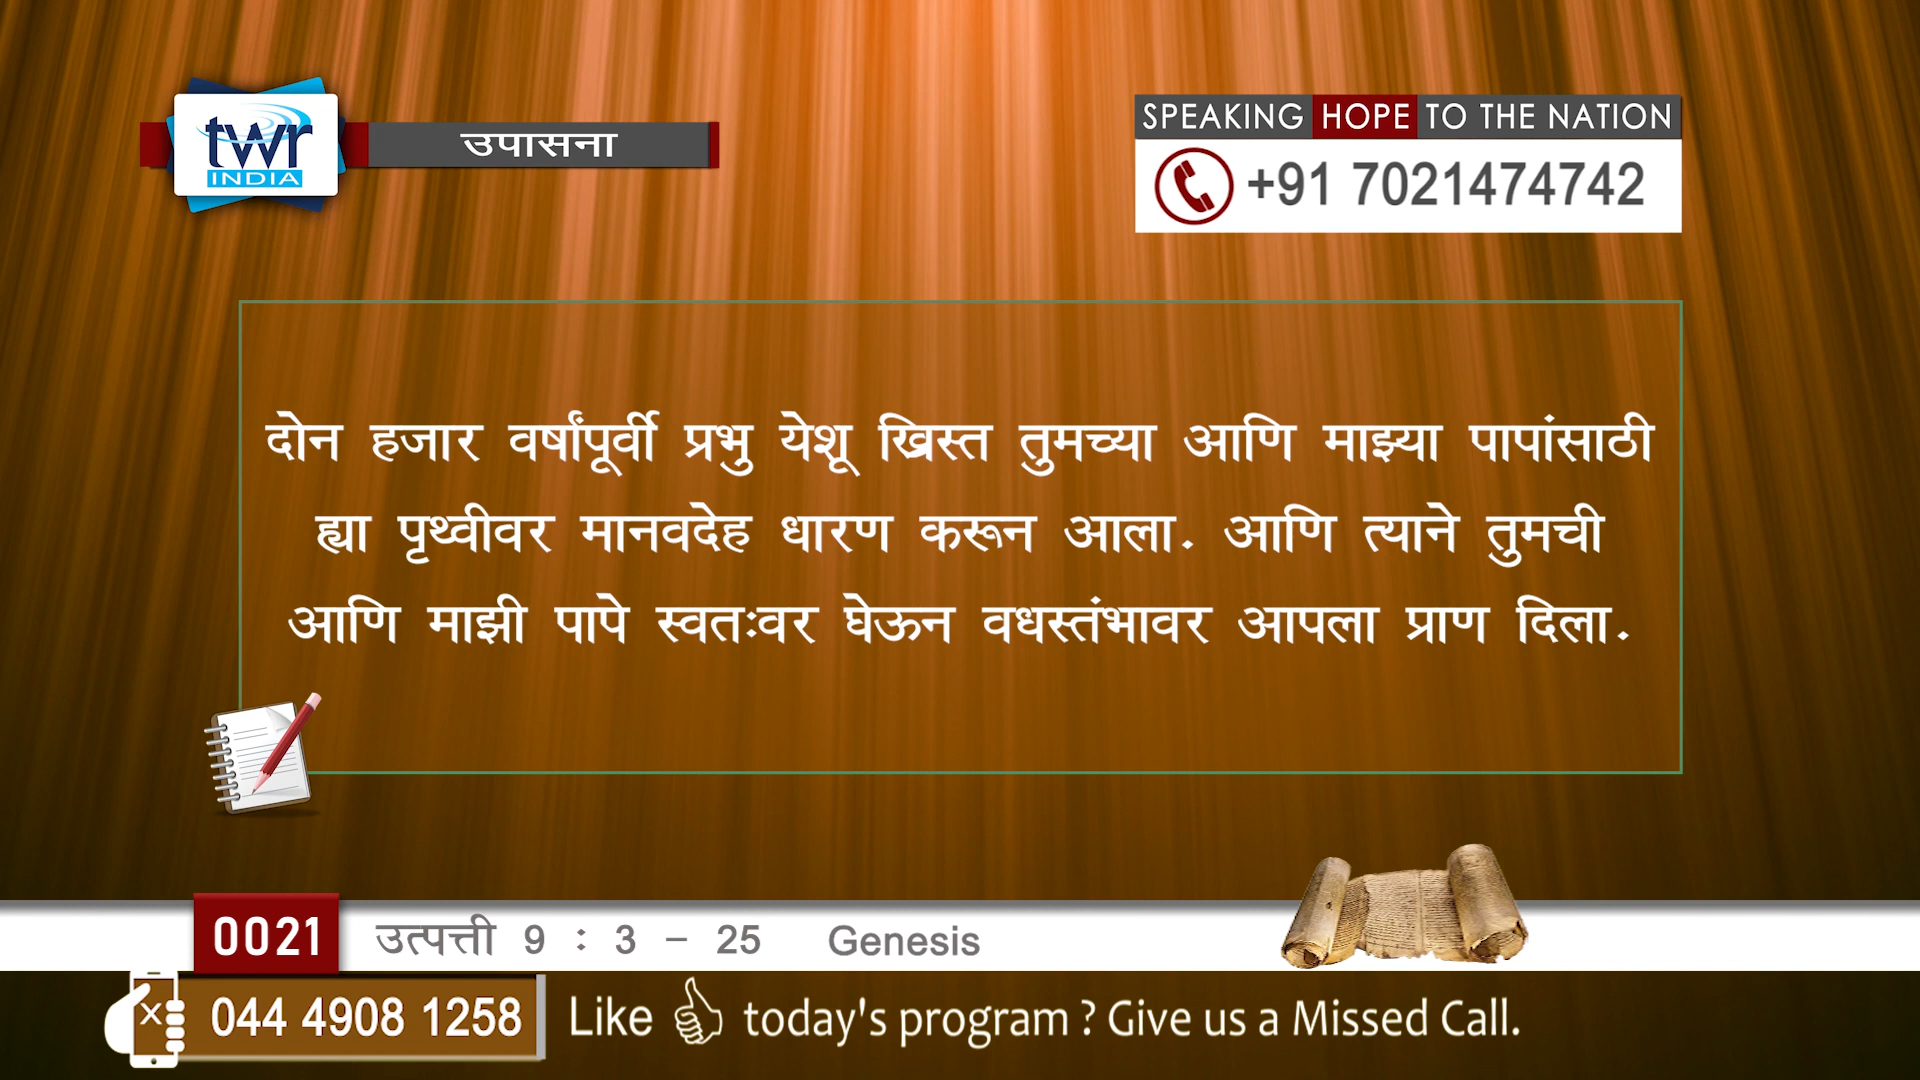 twr
INDIA
उपासना
SPEAKING HOPE TO THE NATION
+91 7021474742
दोन हजार वर्षांपूर्वी प्रभु येशू ख्रिस्त तुमच्या आणि माझ्या पापांसाठी
ह्या पृथ्वीवर मानवदेह धारण करून आला. आणि त्याने तुमची
आणि माझी पापे स्वतःवर घेऊन वधस्तंभावर आपला प्राण दिला.
0021 उत्पत्ती 9 : 3 - 25 Genesis
044 4908 1258 Like today's program ? Give us a Missed Call.